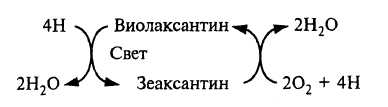 4H Виолаксантин 2H₂O
Свет
2H₂O Зеаксантин 2O₂ + 4H